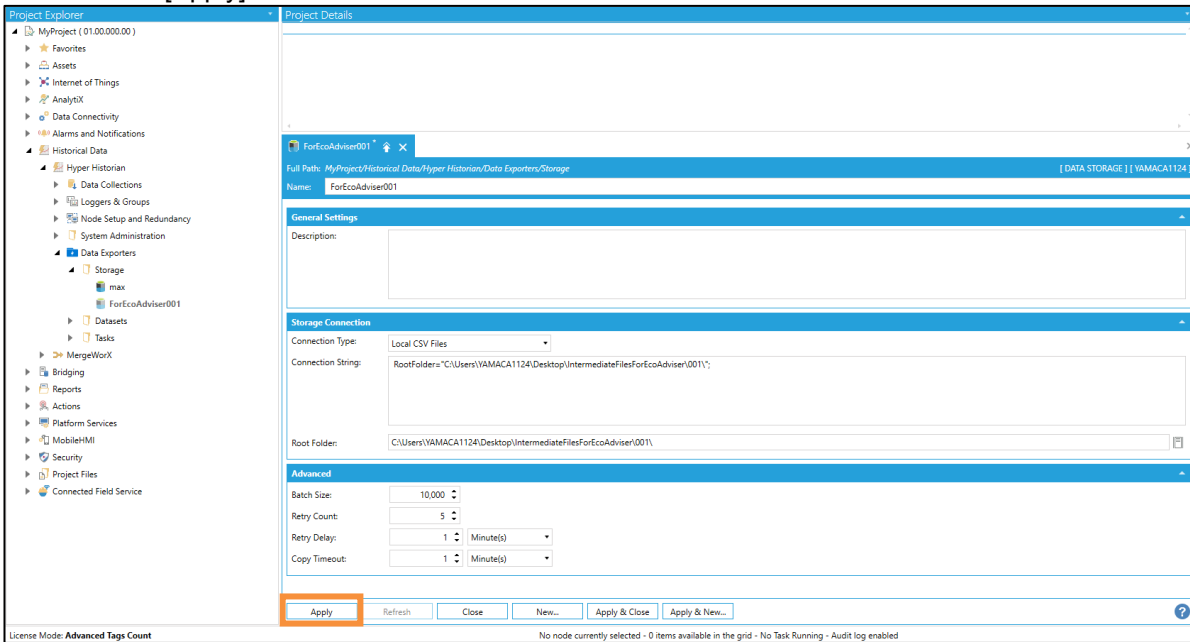 Project Explorer
MyProject ( 01.00.000.00 )
Favorites
Assets
Internet of Things
AnalytiX
Data Connectivity
Alarms and Notifications
Historical Data
Hyper Historian
Data Collections
Loggers & Groups
Node Setup and Redundancy
System Administration
Data Exporters
Storage
max
ForEcoAdviser001
Datasets
Tasks
MergeWorX
Bridging
Reports
Actions
Platform Services
MobileHMI
Security
Project Files
Connected Field Service
Project Details
ForEcoAdviser001*
Full Path: MyProject/Historical Data/Hyper Historian/Data Exporters/Storage [ DATA STORAGE ] [ YAMACA1124 ]
Name: ForEcoAdviser001
General Settings
Description:
Storage Connection
Connection Type: Local CSV Files
Connection String: RootFolder="C:\Users\YAMACA1124\Desktop\IntermediateFilesForEcoAdviser\001\";
Root Folder: C:\Users\YAMACA1124\Desktop\IntermediateFilesForEcoAdviser\001\
Advanced
Batch Size: 10,000
Retry Count: 5
Retry Delay: 1 Minute(s)
Copy Timeout: 1 Minute(s)
Apply Refresh Close New... Apply & Close Apply & New... ?
License Mode: Advanced Tags Count No node currently selected - 0 items available in the grid - No Task Running - Audit log enabled